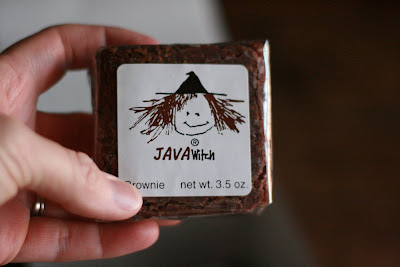 ®
JAVA Witch
Brownie net wt. 3.5 oz.